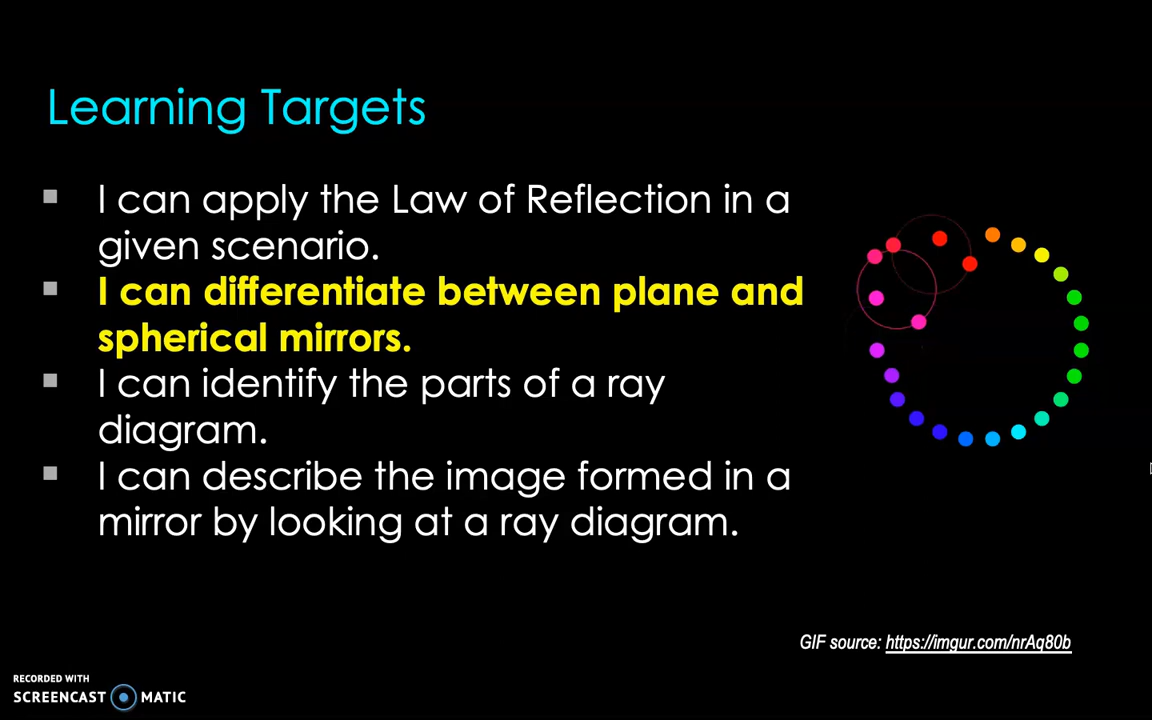 Learning Targets
I can apply the Law of Reflection in a
given scenario.
I can differentiate between plane and
spherical mirrors.
I can identify the parts of a ray
diagram.
I can describe the image formed in a
mirror by looking at a ray diagram.
GIF source: https://imgur.com/nrAq80b
RECORDED WITH
SCREENCAST MATIC